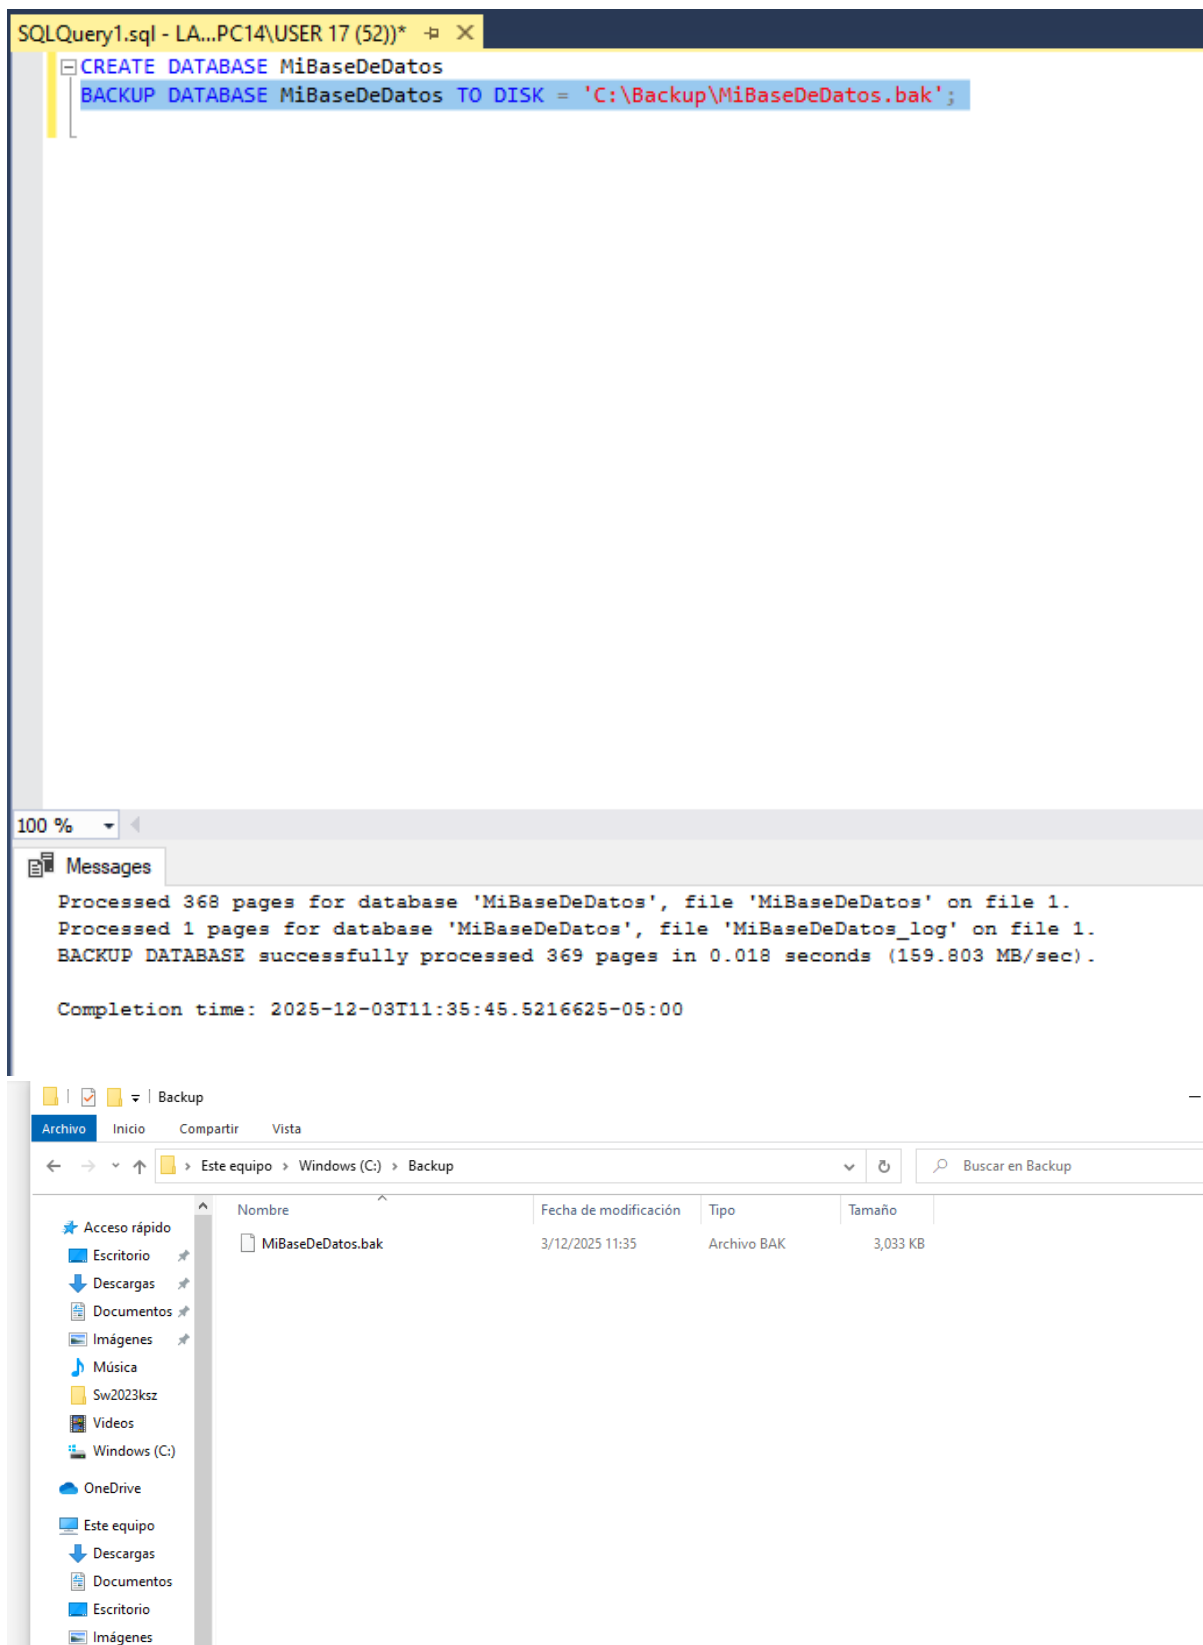 SQLQuery1.sql - LA...PC14\USER 17 (52))*
CREATE DATABASE MiBaseDeDatos
BACKUP DATABASE MiBaseDeDatos TO DISK = 'C:\Backup\MiBaseDeDatos.bak';
100 %
Messages
Processed 368 pages for database 'MiBaseDeDatos', file 'MiBaseDeDatos' on file 1.
Processed 1 pages for database 'MiBaseDeDatos', file 'MiBaseDeDatos_log' on file 1.
BACKUP DATABASE successfully processed 369 pages in 0.018 seconds (159.803 MB/sec).
Completion time: 2025-12-03T11:35:45.5216625-05:00
Backup
Archivo Inicio Compartir Vista
Este equipo Windows (C:) Backup Buscar en Backup
Nombre Fecha de modificación Tipo Tamaño
MiBaseDeDatos.bak 3/12/2025 11:35 Archivo BAK 3,033 KB
Acceso rápido
Escritorio
Descargas
Documentos
Imágenes
Música
Sw2023ksz
Videos
Windows (C:)
OneDrive
Este equipo
Descargas
Documentos
Escritorio
Imágenes